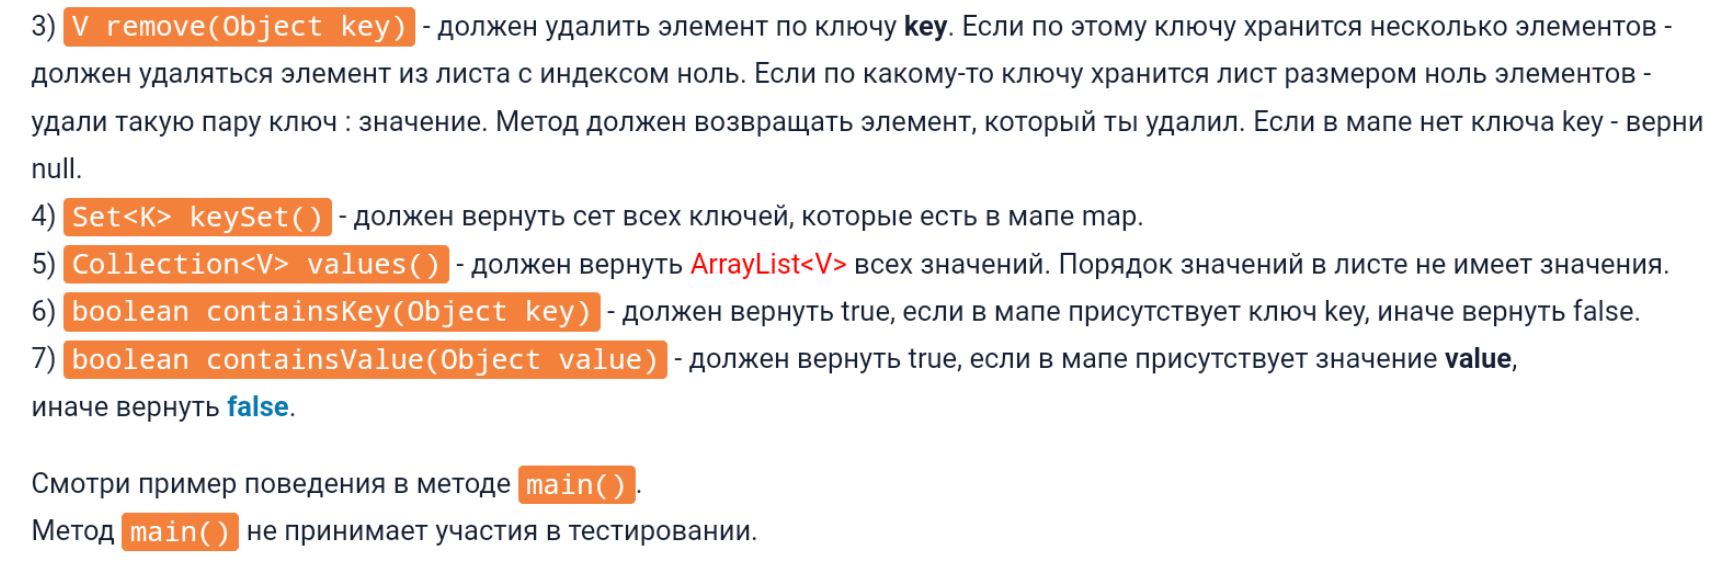 3) V remove(Object key) - должен удалить элемент по ключу key. Если по этому ключу хранится несколько элементов -
должен удаляться элемент из листа с индексом ноль. Если по какому-то ключу хранится лист размером ноль элементов -
удали такую пару ключ : значение. Метод должен возвращать элемент, который ты удалил. Если в мапе нет ключа key - верни
null.
4) Set<K> keySet() - должен вернуть сет всех ключей, которые есть в мапе map.
5) Collection<V> values() - должен вернуть ArrayList<V> всех значений. Порядок значений в листе не имеет значения.
6) boolean containsKey(Object key) - должен вернуть true, если в мапе присутствует ключ key, иначе вернуть false.
7) boolean containsValue(Object value) - должен вернуть true, если в мапе присутствует значение value,
иначе вернуть false.
Смотри пример поведения в методе main().
Метод main() не принимает участия в тестировании.